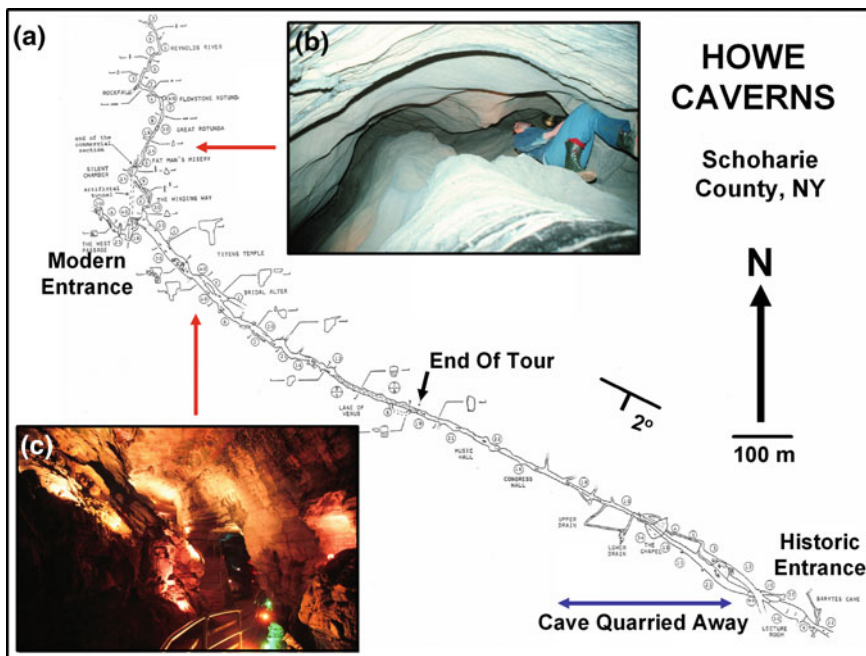 (a)
REYNOLDS RIVER
ROCKFALL
FLOWSTONE ROTUNDA
GREAT ROTUNDA
end of the
commercial
section
FAT MAN'S MISERY
SILENT
CHAMBER
artificial
tunnel
THE WINDING WAY
THE WEST
PASSAGE
Modern
Entrance
TITONS TEMPLE
BRIDAL ALTER
(b)
HOWE
CAVERNS
Schoharie
County, NY
N
100 m
End Of Tour
2°
LAKE OF
VENUS
MUSIC
HALL
CONGRESS
HALL
UPPER
DRAIN
LOWER
DRAIN
THE CHAPEL
Historic
Entrance
BARYTES CAVE
LECTURE
ROOM
Cave Quarried Away
(c)